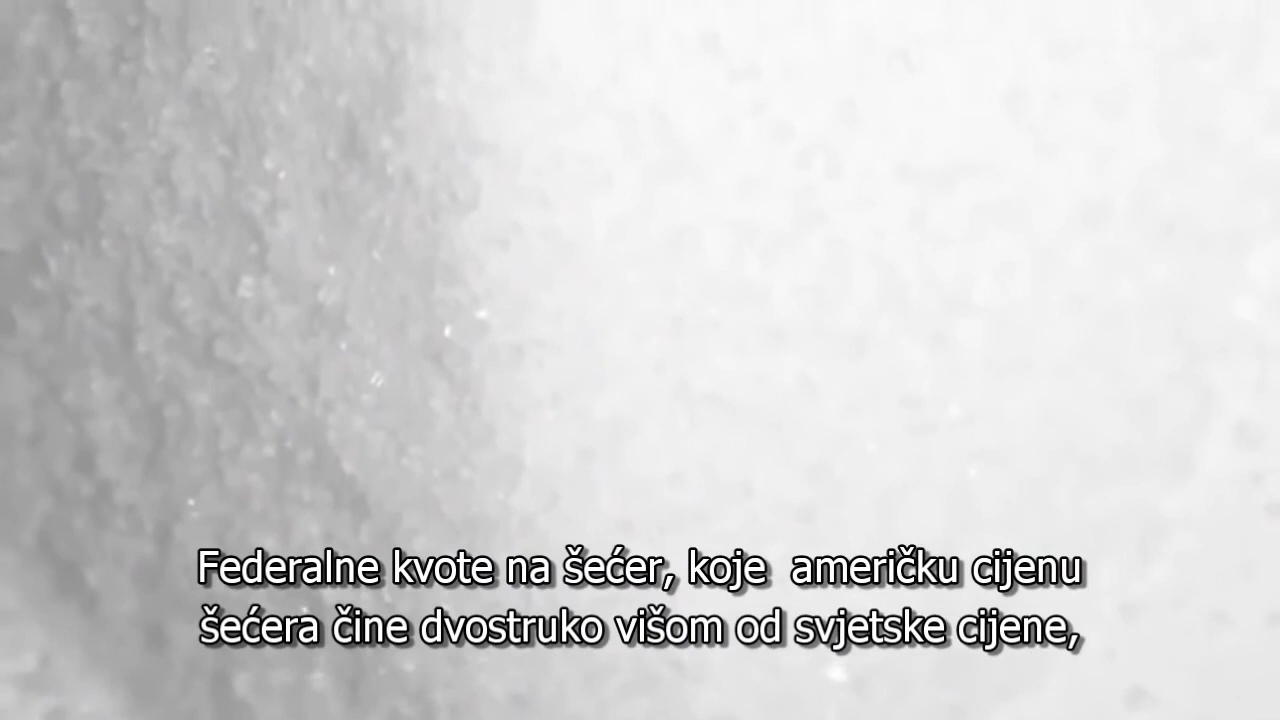 Federalne kvote na šećer, koje  američku cijenu
šećera čine dvostruko višom od svjetske cijene,